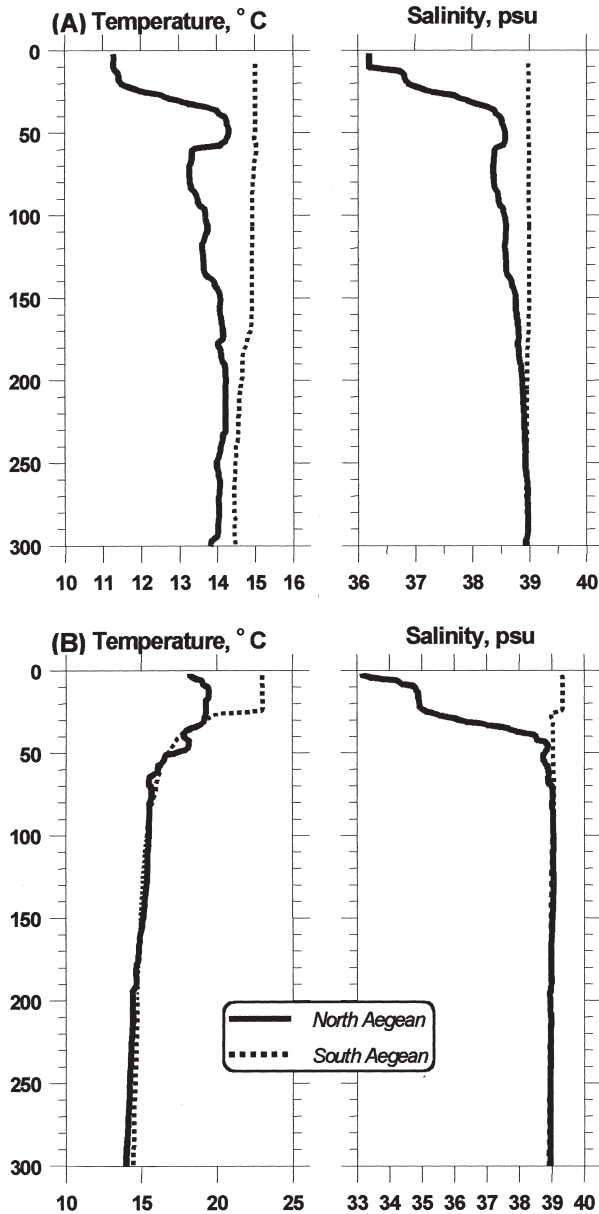 (A) Temperature, ° C Salinity, psu
0
50
100
150
200
250
300
10 11 12 13 14 15 16 36 37 38 39 40
(B) Temperature, ° C Salinity, psu
0
50
100
150
200
250
300
North Aegean
South Aegean
10 15 20 25 33 34 35 36 37 38 39 40